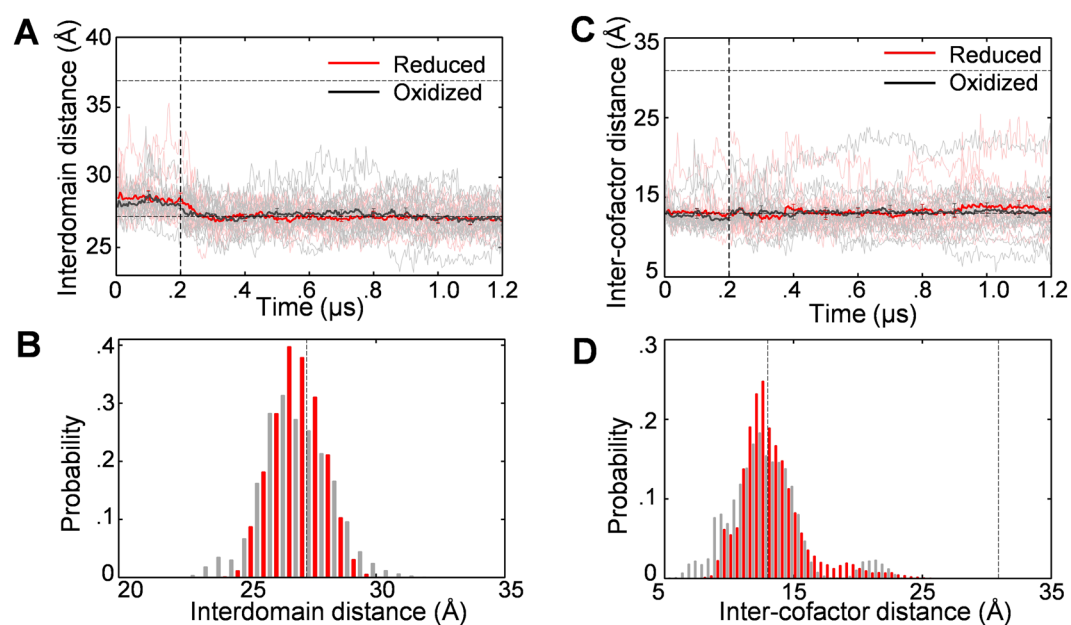 A
Interdomain distance (Å)
40
35
30
25
Reduced
Oxidized
0 .2 .4 .6 .8 1.0 1.2
Time (µs)
C
Inter-cofactor distance (Å)
35
25
15
5
Reduced
Oxidized
0 .2 .4 .6 .8 1.0 1.2
Time (µs)
B
Probability
.4
.3
.2
.1
0
20 25 30 35
Interdomain distance (Å)
D
Probability
.3
.2
.1
0
5 15 25 35
Inter-cofactor distance (Å)